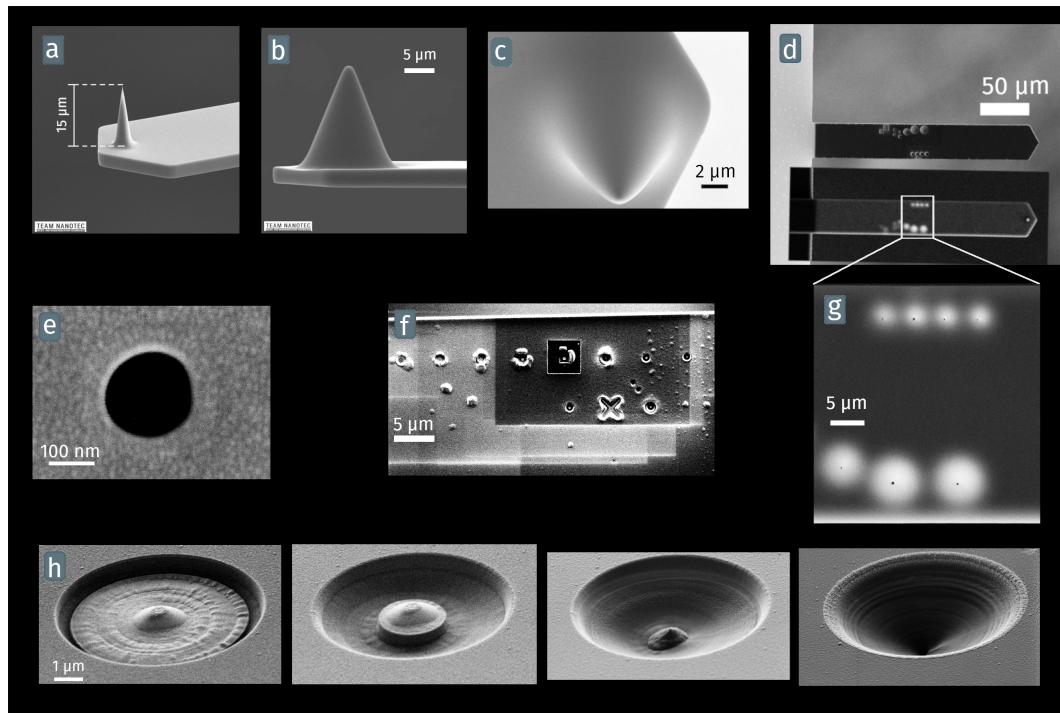 a
15 µm
TEAM NANOTEC
b
5 µm
TEAM NANOTEC
c
2 µm
d
50 µm
e
100 nm
f
5 µm
g
5 µm
h
1 µm